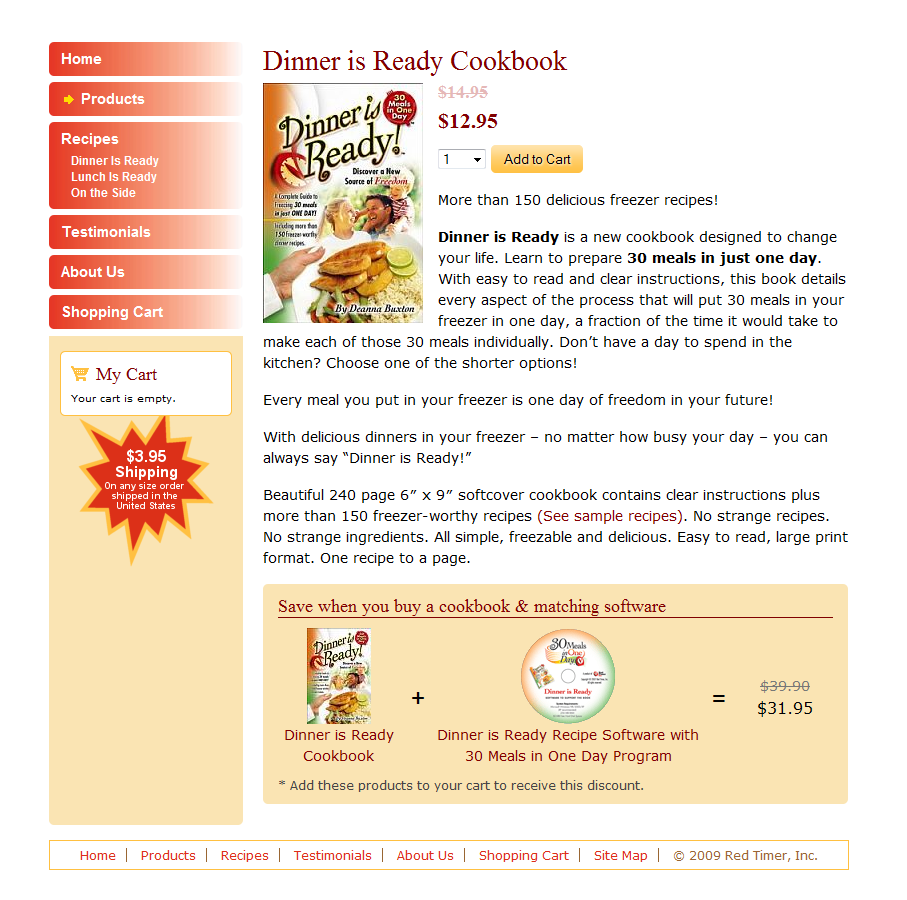 Home
Products
Recipes
Dinner Is Ready
Lunch Is Ready
On the Side
Testimonials
About Us
Shopping Cart
My Cart
Your cart is empty.
$3.95
Shipping
On any size order
shipped in the
United States
Dinner is Ready Cookbook
Dinner is
Ready!
30
Meals
in One
Day
Discover a New
Source of Freedom
A Complete Guide to
Freezing 30 meals
in just ONE DAY!
Including more than
150 freezer-worthy
dinner recipes.
By Deanna Buxton
$14.95
$12.95
1
Add to Cart
More than 150 delicious freezer recipes!
Dinner is Ready is a new cookbook designed to change
your life. Learn to prepare 30 meals in just one day.
With easy to read and clear instructions, this book details
every aspect of the process that will put 30 meals in your
freezer in one day, a fraction of the time it would take to
make each of those 30 meals individually. Don’t have a day to spend in the
kitchen? Choose one of the shorter options!
Every meal you put in your freezer is one day of freedom in your future!
With delicious dinners in your freezer – no matter how busy your day – you can
always say “Dinner is Ready!”
Beautiful 240 page 6″ x 9″ softcover cookbook contains clear instructions plus
more than 150 freezer-worthy recipes (See sample recipes). No strange recipes.
No strange ingredients. All simple, freezable and delicious. Easy to read, large print
format. One recipe to a page.
Save when you buy a cookbook & matching software
Dinner is
Ready!
+
30 Meals
in One
Day
Dinner is Ready
=
$39.90
$31.95
Dinner is Ready
Cookbook
Dinner is Ready Recipe Software with
30 Meals in One Day Program
* Add these products to your cart to receive this discount.
Home | Products | Recipes | Testimonials | About Us | Shopping Cart | Site Map | © 2009 Red Timer, Inc.